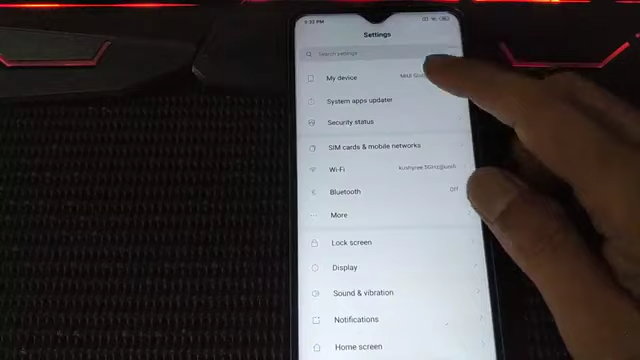 Settings
Search settings
My device
System apps updater
Security status
SIM cards & mobile networks
Wi-Fi
Bluetooth Off
More
Lock screen
Display
Sound & vibration
Notifications
Home screen